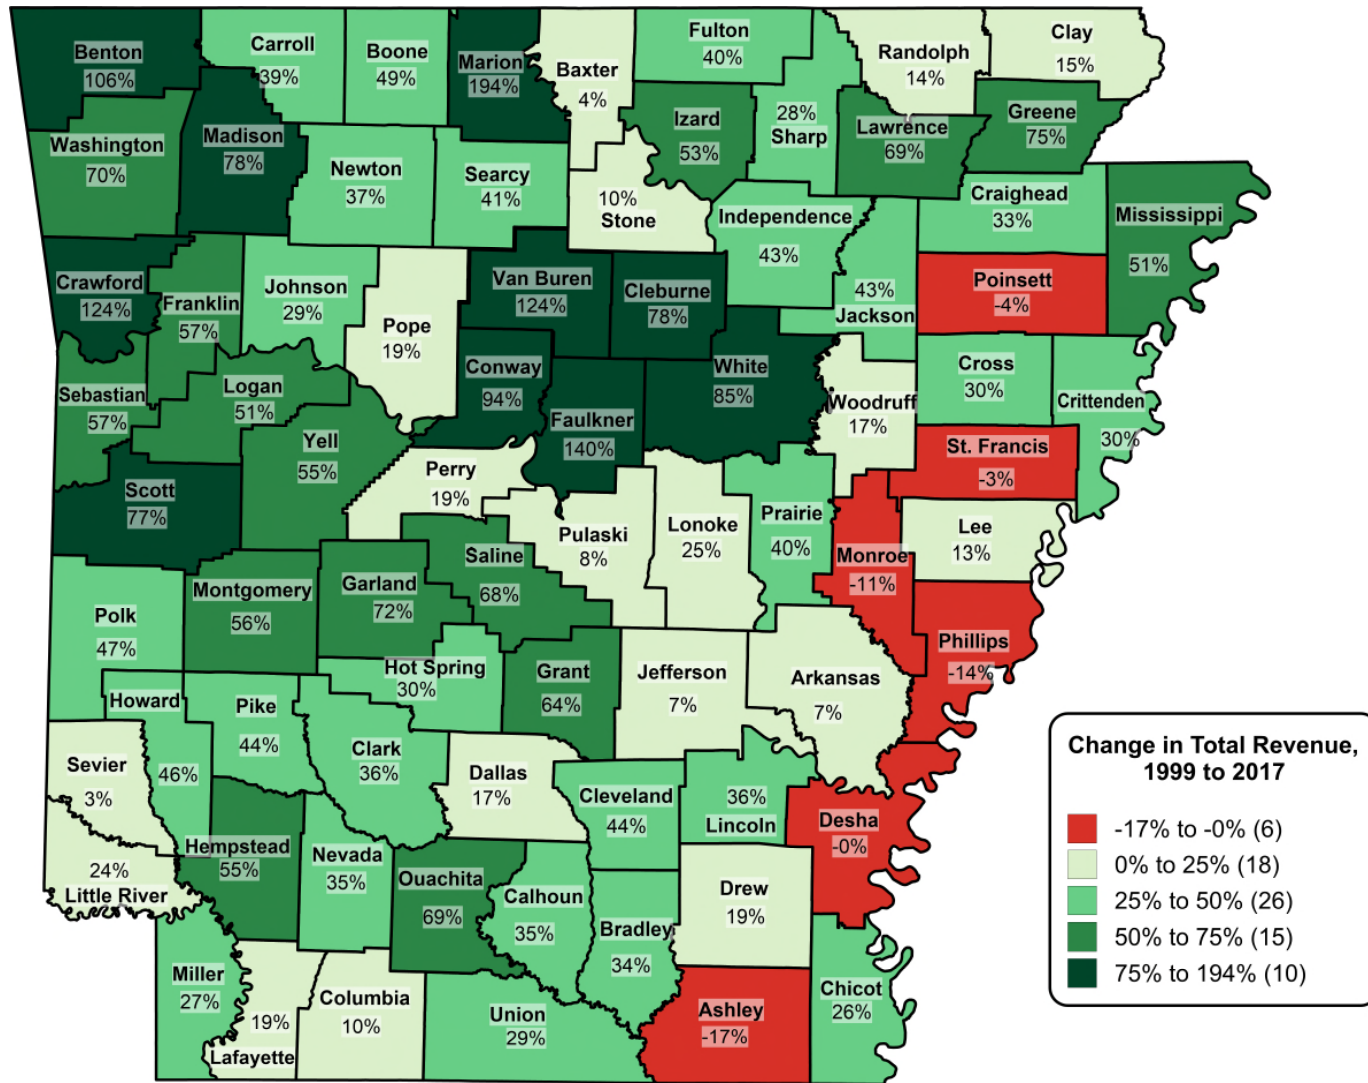 Benton
106%
Carroll
39%
Boone
49%
Marion
194%
Baxter
4%
Fulton
40%
Randolph
14%
Clay
15%
Washington
70%
Madison
78%
Newton
37%
Searcy
41%
Stone
10%
Izard
53%
28%
Sharp
Lawrence
69%
Greene
75%
Craighead
33%
Mississippi
51%
Independence
43%
43%
Jackson
Poinsett
-4%
Crawford
124%
Franklin
57%
Johnson
29%
Pope
19%
Van Buren
124%
Cleburne
78%
Conway
94%
White
85%
Faulkner
140%
Woodruff
17%
Cross
30%
Crittenden
30%
St. Francis
-3%
Sebastian
57%
Logan
51%
Yell
55%
Scott
77%
Perry
19%
Pulaski
8%
Lonoke
25%
Prairie
40%
Monroe
-11%
Lee
13%
Phillips
-14%
Polk
47%
Montgomery
56%
Garland
72%
Saline
68%
Hot Spring
30%
Grant
64%
Jefferson
7%
Arkansas
7%
Howard
46%
Pike
44%
Clark
36%
Dallas
17%
Cleveland
44%
36%
Lincoln
Desha
-0%
Sevier
3%
24%
Little River
Hempstead
55%
Nevada
35%
Ouachita
69%
Calhoun
35%
Bradley
34%
Drew
19%
Miller
27%
19%
Lafayette
Columbia
10%
Union
29%
Ashley
-17%
Chicot
26%
Change in Total Revenue,
1999 to 2017
-17% to -0% (6)
0% to 25% (18)
25% to 50% (26)
50% to 75% (15)
75% to 194% (10)